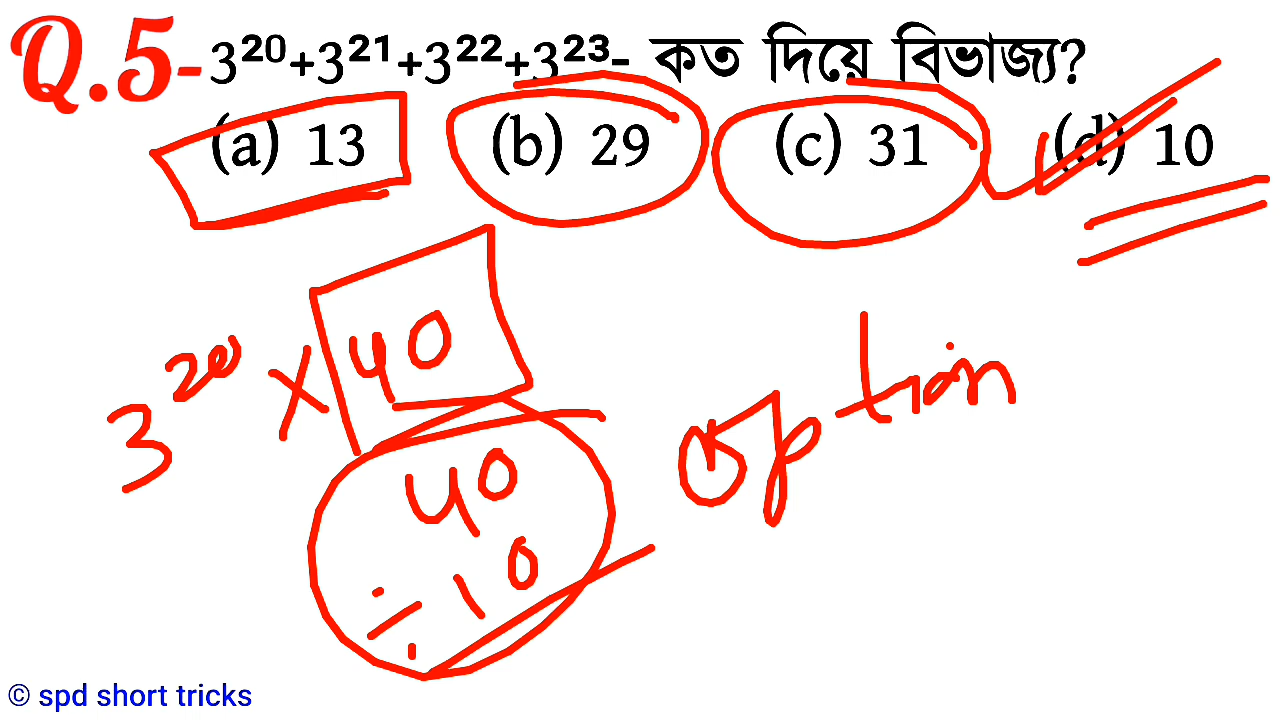 Q.5- 3²⁰+3²¹+3²²+3²³- কত দিয়ে বিভাজ্য?
(a) 13 (b) 29 (c) 31 (d) 10
3²⁰ × 40
40
÷ 10
option
© spd short tricks